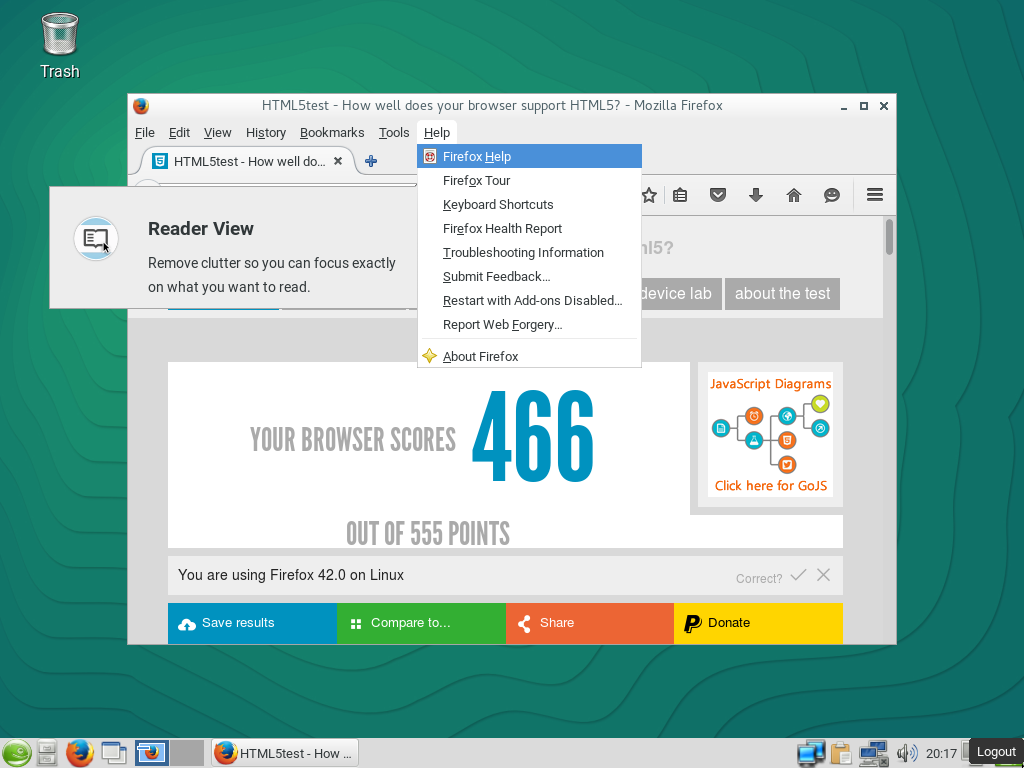 Trash
HTML5test - How well does your browser support HTML5? - Mozilla Firefox
File Edit View History Bookmarks Tools Help
HTML5test - How well do...
Firefox Help
Firefox Tour
Keyboard Shortcuts
Firefox Health Report
Troubleshooting Information
Submit Feedback...
Restart with Add-ons Disabled...
Report Web Forgery...
About Firefox
Reader View
Remove clutter so you can focus exactly
on what you want to read.
ml5?
device lab about the test
YOUR BROWSER SCORES 466
OUT OF 555 POINTS
JavaScript Diagrams
Click here for GoJS
You are using Firefox 42.0 on Linux
Correct?
Save results Compare to... Share Donate
HTML5test - How ...
20:17
Logout